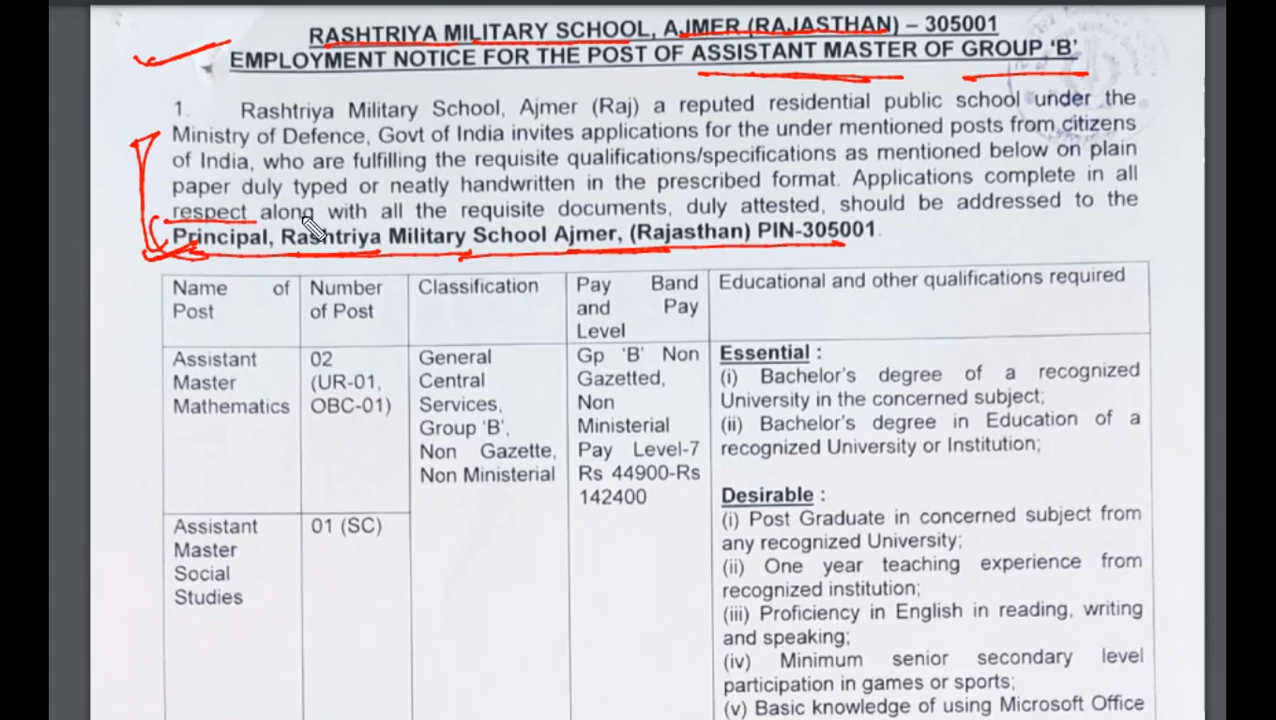 RASHTRIYA MILITARY SCHOOL, AJMER (RAJASTHAN) – 305001
EMPLOYMENT NOTICE FOR THE POST OF ASSISTANT MASTER OF GROUP 'B'
1. Rashtriya Military School, Ajmer (Raj) a reputed residential public school under the
Ministry of Defence, Govt of India invites applications for the under mentioned posts from citizens
of India, who are fulfilling the requisite qualifications/specifications as mentioned below on plain
paper duly typed or neatly handwritten in the prescribed format. Applications complete in all
respect along with all the requisite documents, duly attested, should be addressed to the
Principal, Rashtriya Military School Ajmer, (Rajasthan) PIN-305001.
Name of
Post
Number
of Post
Classification
Pay Band
and Pay
Level
Educational and other qualifications required
Assistant
Master
Mathematics
02
(UR-01,
OBC-01)
General
Central
Services,
Group 'B',
Non Gazette,
Non Ministerial
Gp 'B' Non
Gazetted,
Non
Ministerial
Pay Level-7
Rs 44900-Rs
142400
Essential :
(i) Bachelor's degree of a recognized
University in the concerned subject;
(ii) Bachelor's degree in Education of a
recognized University or Institution;
Desirable :
(i) Post Graduate in concerned subject from
any recognized University;
(ii) One year teaching experience from
recognized institution;
(iii) Proficiency in English in reading, writing
and speaking;
(iv) Minimum senior secondary level
participation in games or sports;
(v) Basic knowledge of using Microsoft Office
Assistant
Master
Social
Studies
01 (SC)